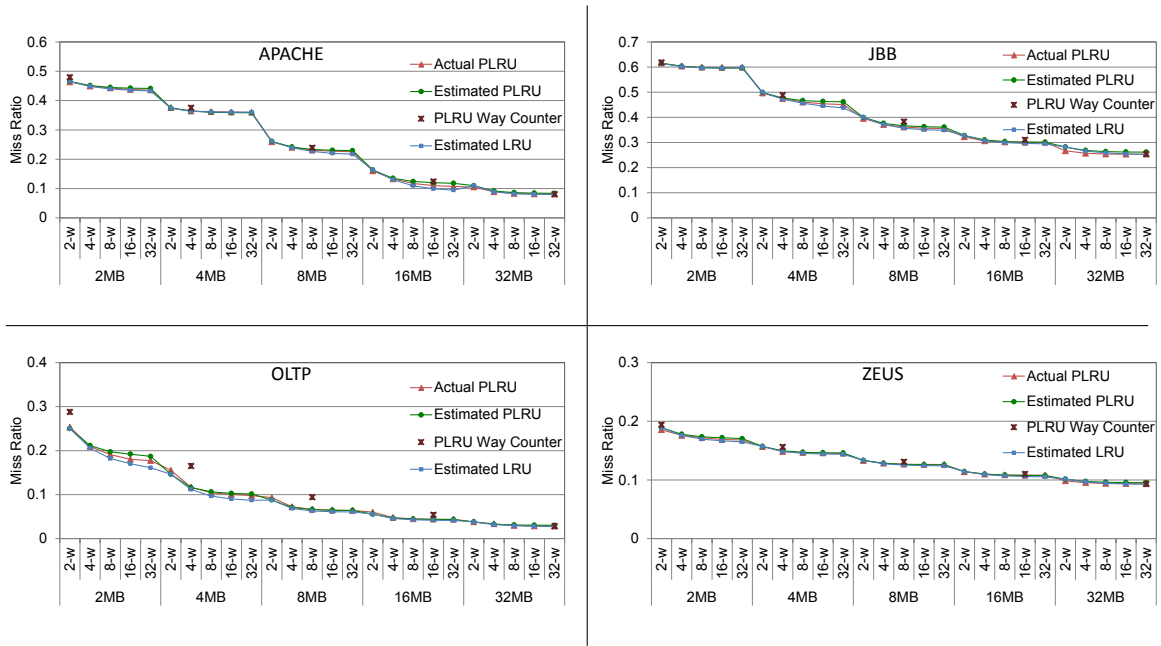 APACHE
0.6
0.5
0.4
0.3
0.2
0.1
0
Miss Ratio
Actual PLRU
Estimated PLRU
PLRU Way Counter
Estimated LRU
2-w 4-w 8-w 16-w 32-w 2-w 4-w 8-w 16-w 32-w 2-w 4-w 8-w 16-w 32-w 2-w 4-w 8-w 16-w 32-w 2-w 4-w 8-w 16-w 32-w
2MB 4MB 8MB 16MB 32MB
JBB
0.7
0.6
0.5
0.4
0.3
0.2
0.1
0
Miss Ratio
Actual PLRU
Estimated PLRU
PLRU Way Counter
Estimated LRU
2-w 4-w 8-w 16-w 32-w 2-w 4-w 8-w 16-w 32-w 2-w 4-w 8-w 16-w 32-w 2-w 4-w 8-w 16-w 32-w 2-w 4-w 8-w 16-w 32-w
2MB 4MB 8MB 16MB 32MB
OLTP
0.4
0.3
0.2
0.1
0
Miss Ratio
Actual PLRU
Estimated PLRU
PLRU Way Counter
Estimated LRU
2-w 4-w 8-w 16-w 32-w 2-w 4-w 8-w 16-w 32-w 2-w 4-w 8-w 16-w 32-w 2-w 4-w 8-w 16-w 32-w 2-w 4-w 8-w 16-w 32-w
2MB 4MB 8MB 16MB 32MB
ZEUS
0.3
0.2
0.1
0
Miss Ratio
Actual PLRU
Estimated PLRU
PLRU Way Counter
Estimated LRU
2-w 4-w 8-w 16-w 32-w 2-w 4-w 8-w 16-w 32-w 2-w 4-w 8-w 16-w 32-w 2-w 4-w 8-w 16-w 32-w 2-w 4-w 8-w 16-w 32-w
2MB 4MB 8MB 16MB 32MB